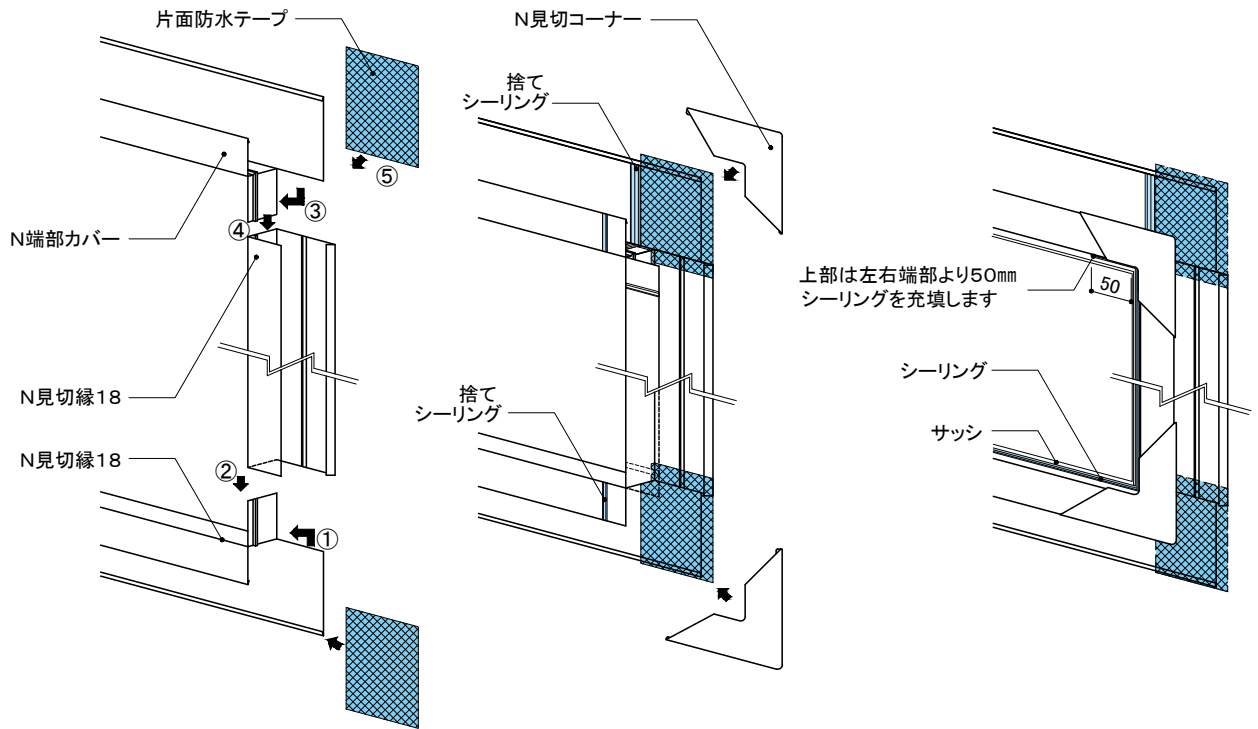 片面防水テープ
N端部カバー
N見切縁18
N見切縁18
①
②
③
④
⑤
N見切コーナー
捨て
シーリング
捨て
シーリング
上部は左右端部より50㎜
シーリングを充填します
50
シーリング
サッシ